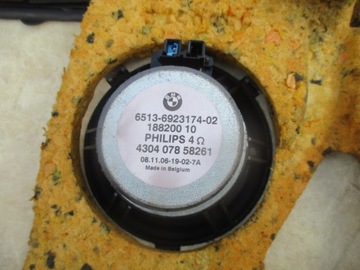 BMW
6513-6923174-02
188200 10
PHILIPS 4 Ω
4304 078 58261
08.11.06-19-02-7A
Made in Belgium